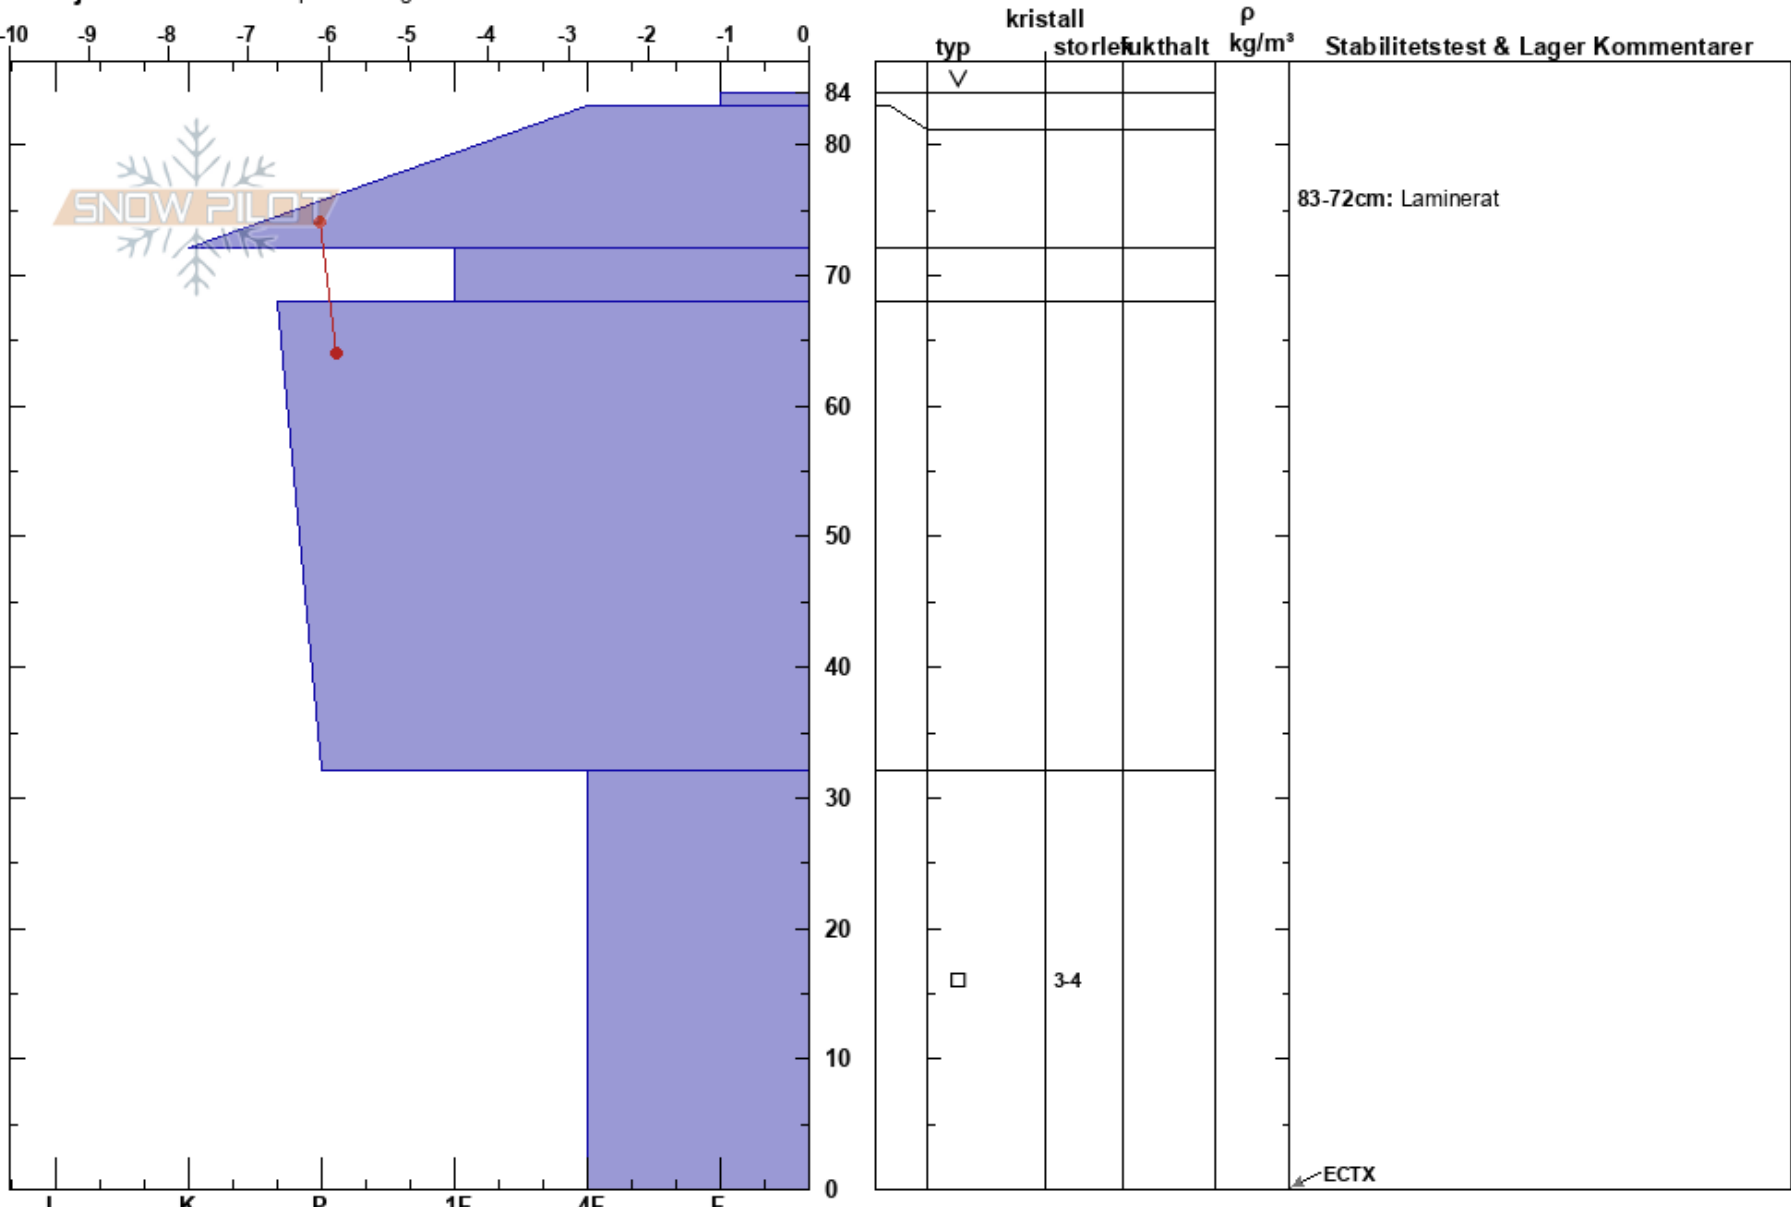 kristall ρ
-10 -9 -8 -7 -6 -5 -4 -3 -2 -1 0 typ storlek fukthalt kg/m³ Stabilitetstest & Lager Kommentarer
84
80
SNOW PILOT
83-72cm: Laminerat
70
60
50
40
30
20
3-4
10
ECTX
0
I K P 1F 4F F